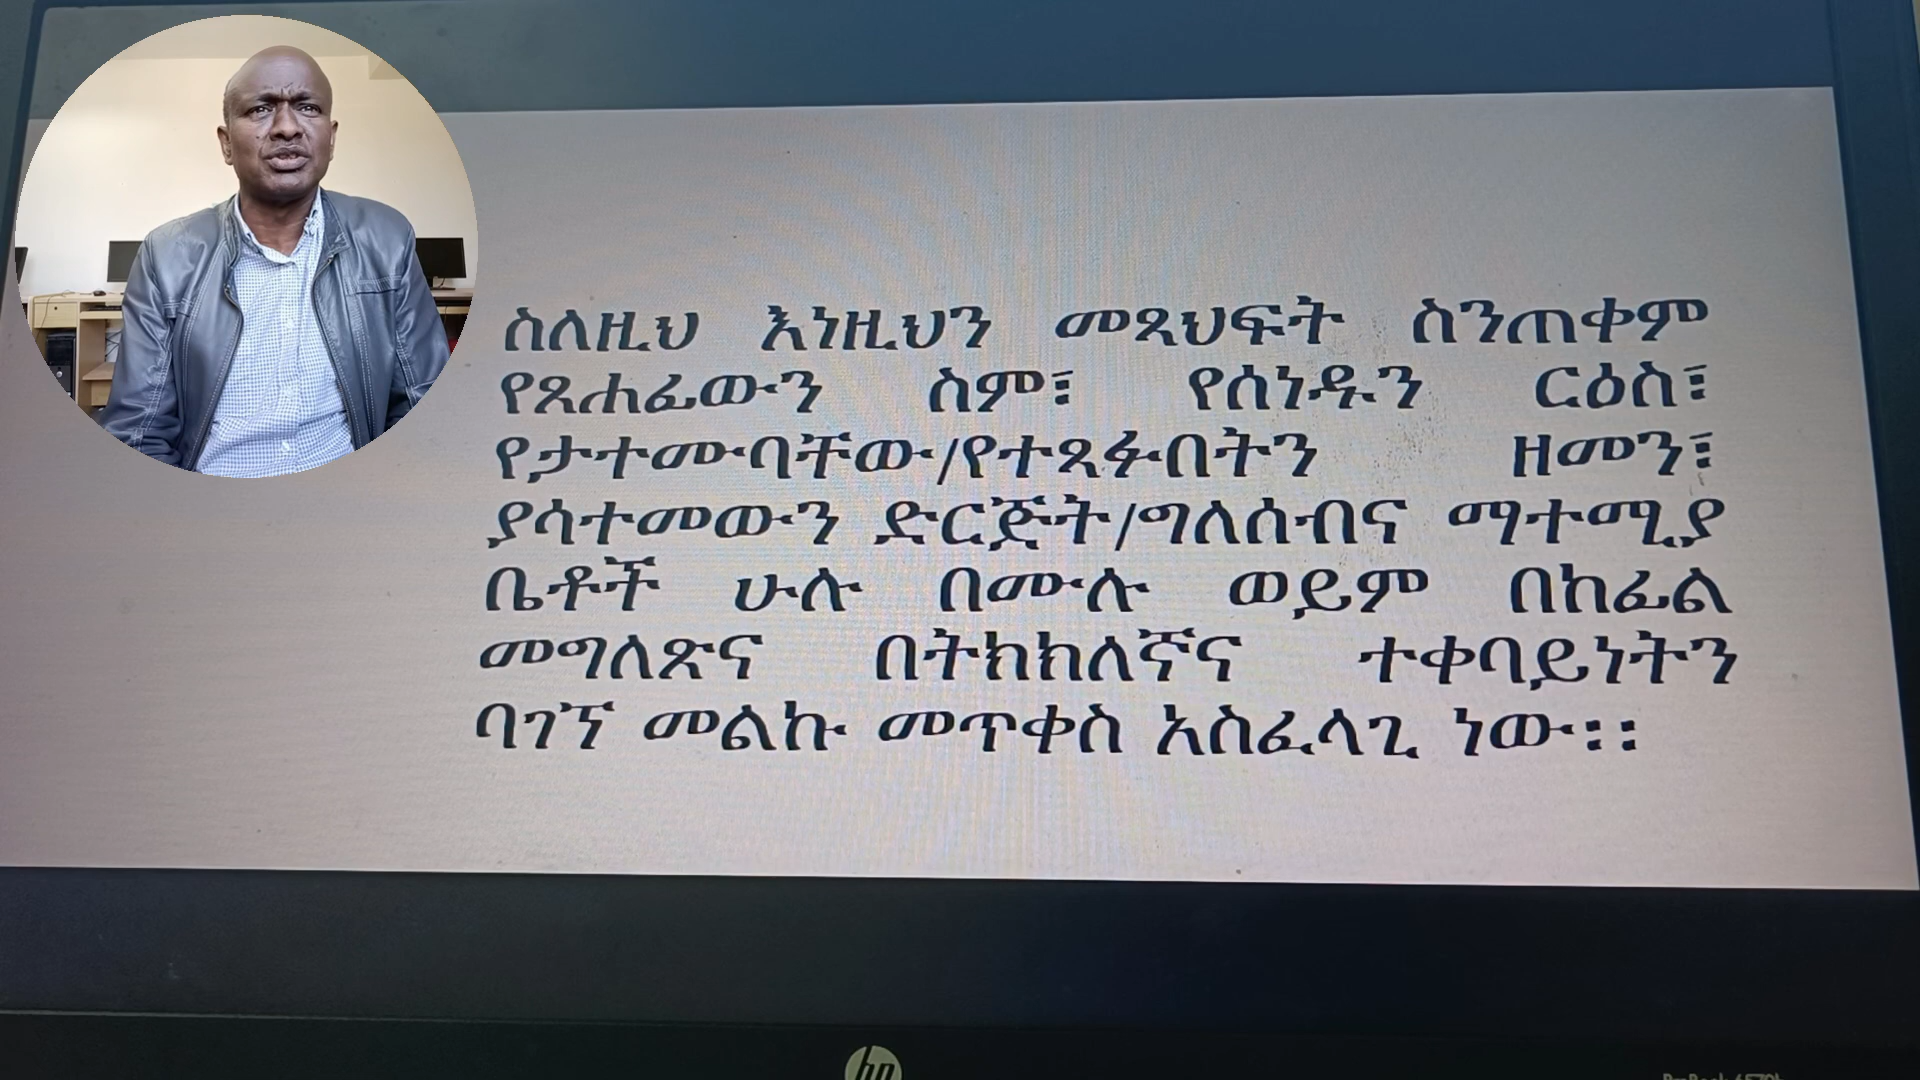 ስለዚህ እነዚህን መጻህፍት ስንጠቀም
የጸሐፊውን ስም፣ የሰነዱን ርዕስ፣
የታተሙባቸው/የተጻፉበትን ዘመን፣
ያሳተመውን ድርጅት/ግለሰብና ማተሚያ
ቤቶች ሁሉ በሙሉ ወይም በከፊል
መግለጽና በትክክለኛና ተቀባይነትን
ባገኘ መልኩ መጥቀስ አስፈላጊ ነው፡፡
hp